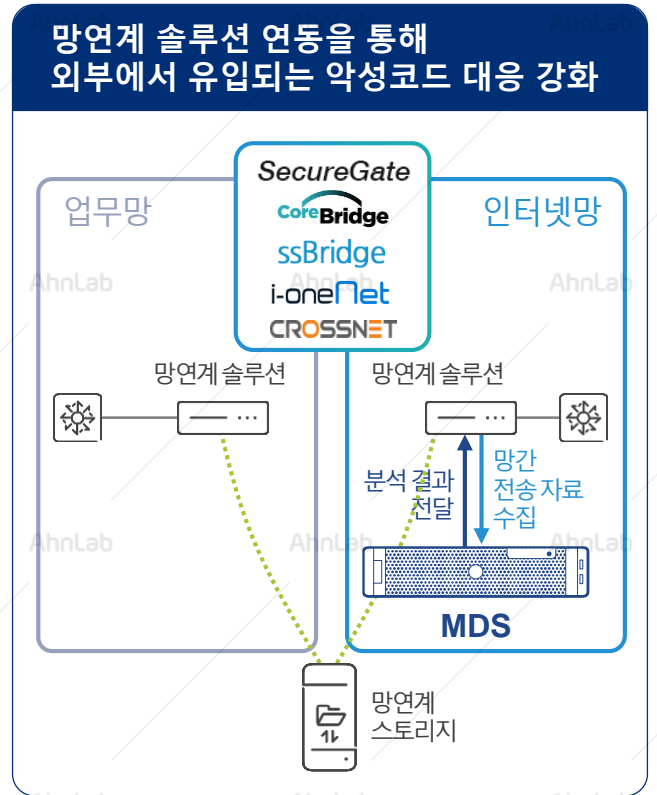 망연계 솔루션 연동을 통해
외부에서 유입되는 악성코드 대응 강화
SecureGate
CoreBridge
ssBridge
i-oneNet
CROSSNET
업무망
인터넷망
망연계 솔루션
망연계 솔루션
분석 결과
전달
망간
전송 자료
수집
MDS
망연계
스토리지
AhnLab
AhnLab
AhnLab
AhnLab
AhnLab
AhnLab
AhnLab
AhnLab